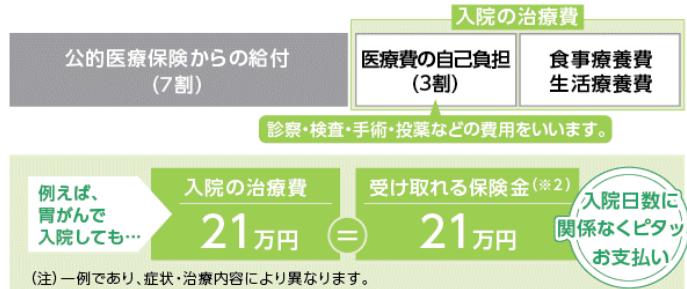 入院の治療費
公的医療保険からの給付
(7割)
医療費の自己負担
(3割)
食事療養費
生活療養費
診察・検査・手術・投薬などの費用をいいます。
例えば、
胃がんで
入院しても…
入院の治療費
21万円
=
受け取れる保険金(※2)
21万円
入院日数に
関係なくピタッと
お支払い
(注)一例であり、症状・治療内容により異なります。